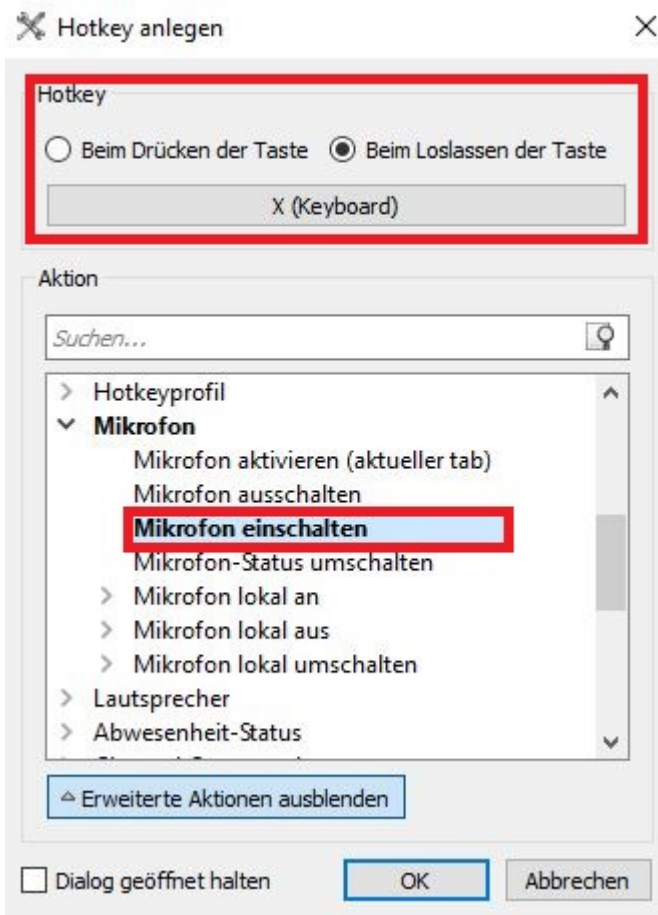 Hotkey anlegen
Hotkey
Beim Drücken der Taste Beim Loslassen der Taste
X (Keyboard)
Aktion
Suchen...
Hotkeyprofil
Mikrofon
Mikrofon aktivieren (aktueller tab)
Mikrofon ausschalten
Mikrofon einschalten
Mikrofon-Status umschalten
Mikrofon lokal an
Mikrofon lokal aus
Mikrofon lokal umschalten
Lautsprecher
Abwesenheit-Status
Erweiterte Aktionen ausblenden
Dialog geöffnet halten OK Abbrechen